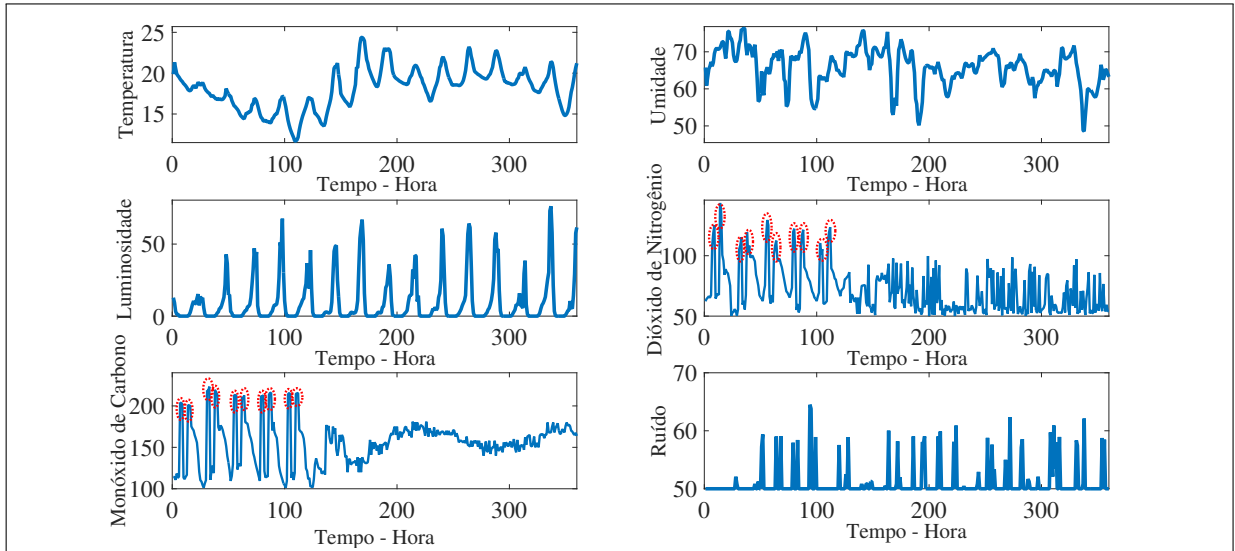 Temperatura
25
20
15
0 100 200 300
Tempo - Hora
Umidade
70
60
50
0 100 200 300
Tempo - Hora
Luminosidade
50
0
0 100 200 300
Tempo - Hora
Dióxido de Nitrogênio
100
50
0 100 200 300
Tempo - Hora
Monóxido de Carbono
200
150
100
0 100 200 300
Tempo - Hora
Ruído
70
60
50
0 100 200 300
Tempo - Hora